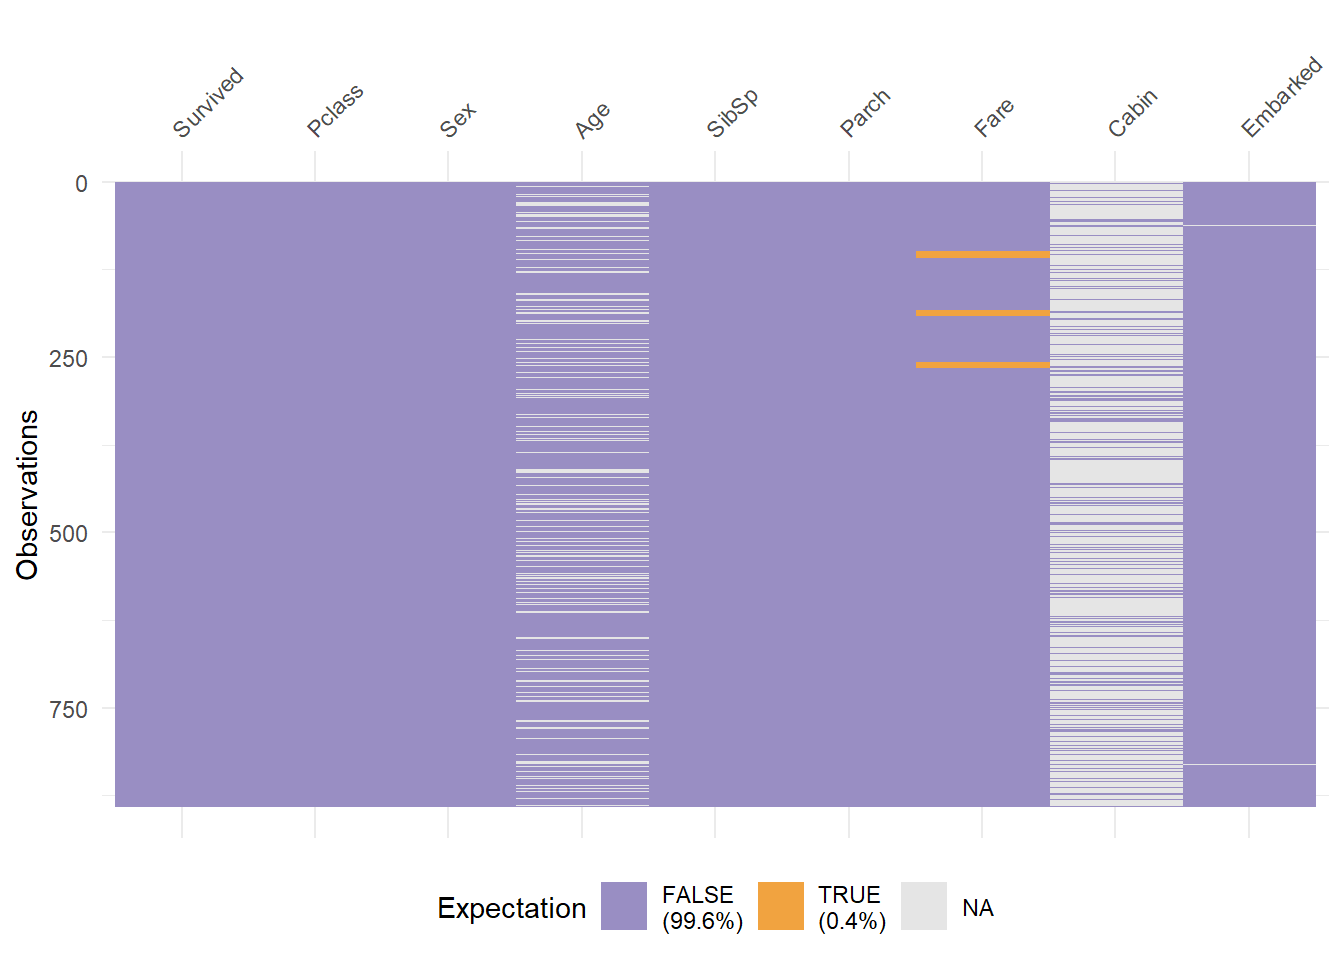 Survived
Pclass
Sex
Age
SibSp
Parch
Fare
Cabin
Embarked
0
250
500
750
Observations
Expectation
FALSE
(99.6%)
TRUE
(0.4%)
NA